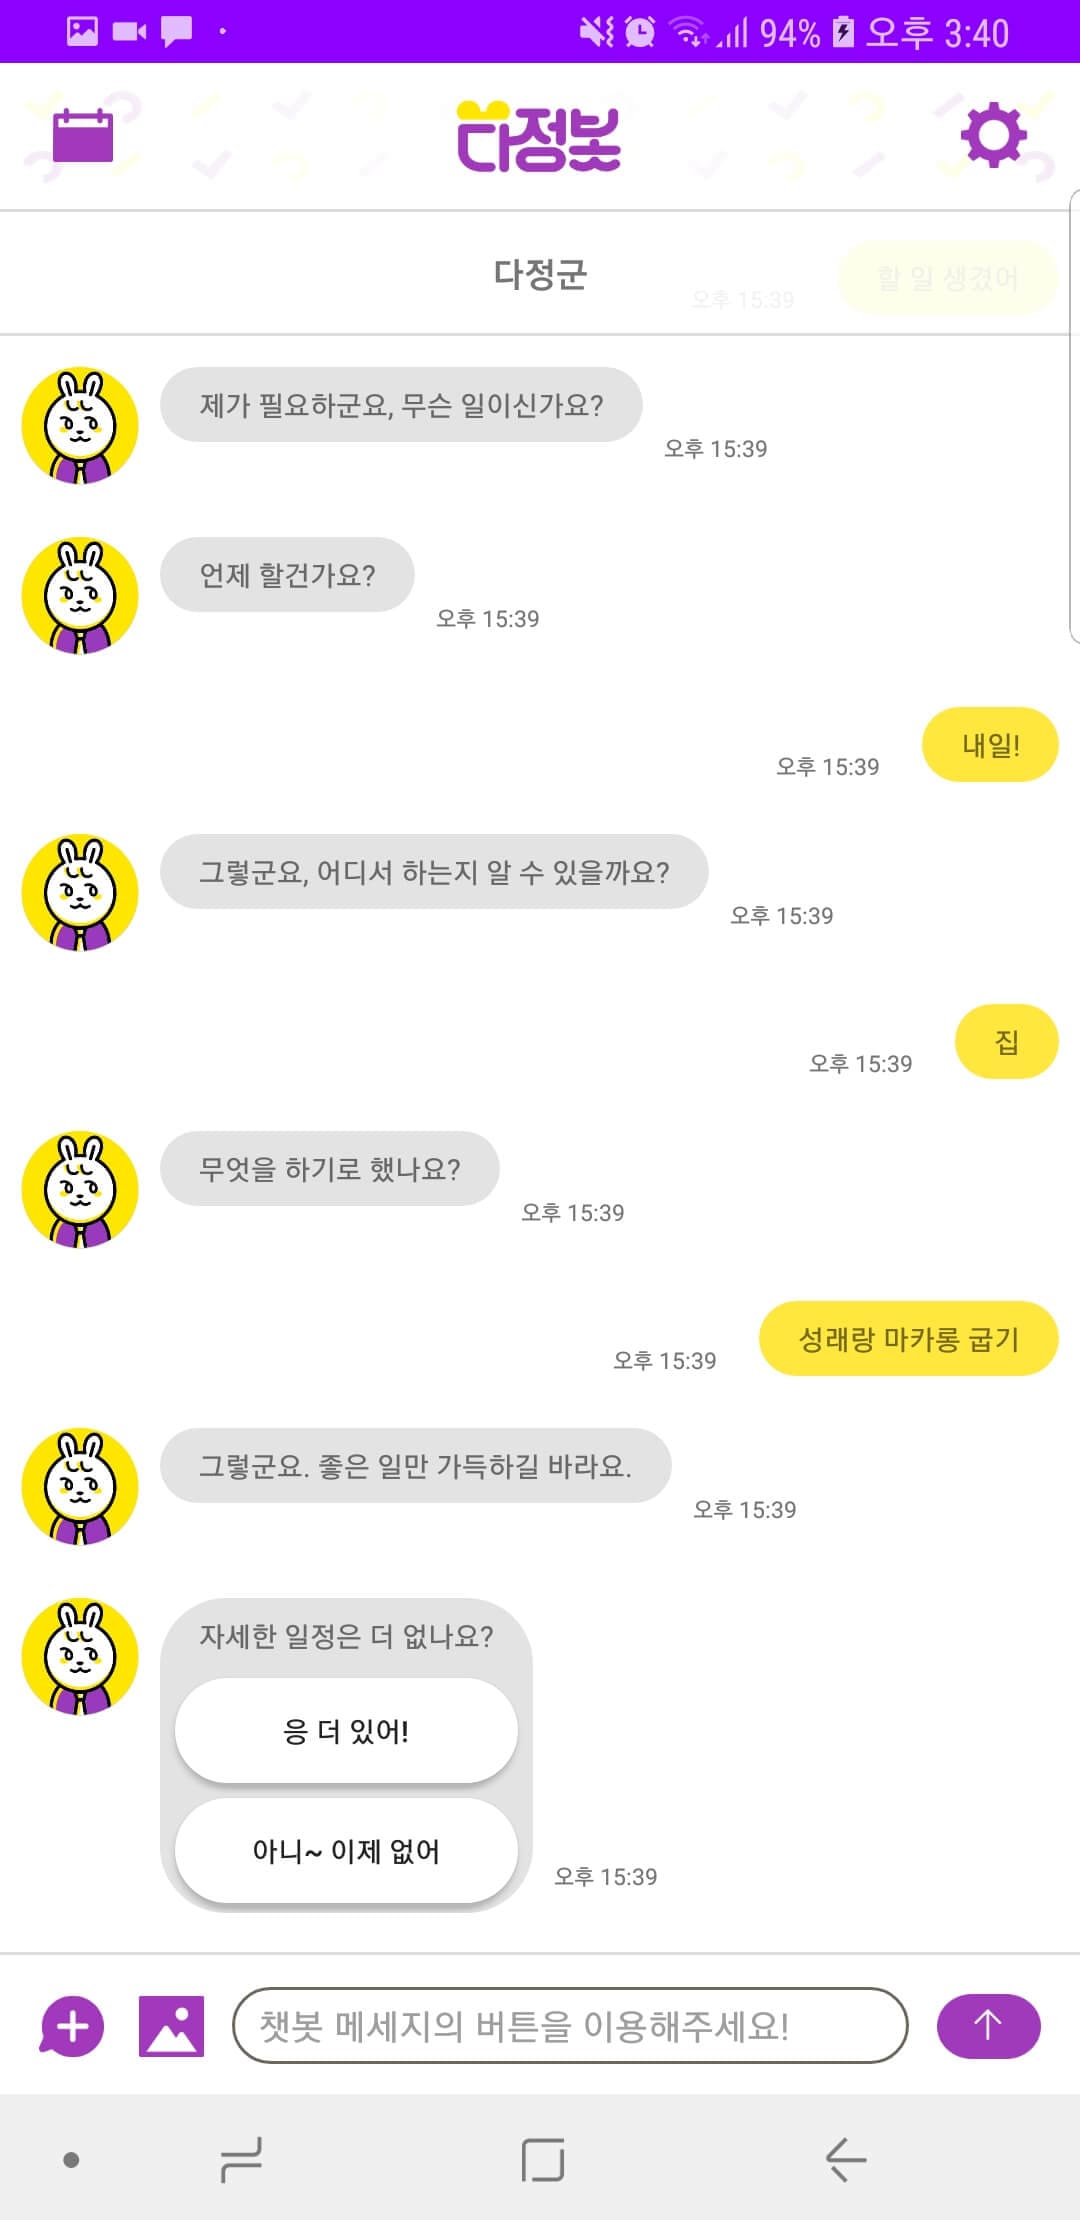 94% 오후 3:40
다정봇
다정군
오후 15:39
할 일 생겼어
제가 필요하군요, 무슨 일이신가요?
오후 15:39
언제 할건가요?
오후 15:39
내일!
오후 15:39
그렇군요, 어디서 하는지 알 수 있을까요?
오후 15:39
집
오후 15:39
무엇을 하기로 했나요?
오후 15:39
성래랑 마카롱 굽기
오후 15:39
그렇군요. 좋은 일만 가득하길 바라요.
오후 15:39
자세한 일정은 더 없나요?
응 더 있어!
아니~ 이제 없어
오후 15:39
챗봇 메세지의 버튼을 이용해주세요!